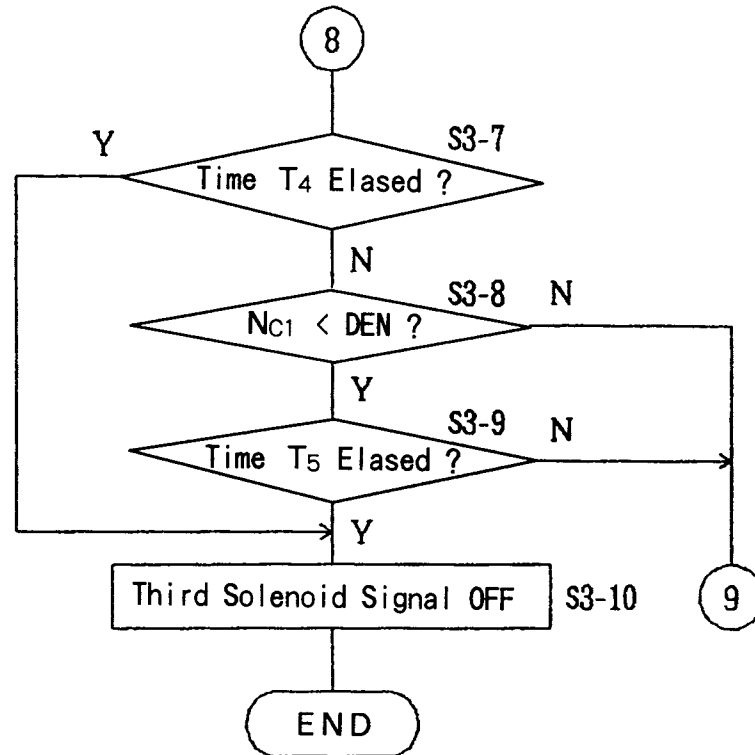 8
S3-7
Y
Time T4 Elased ?
N
S3-8
N
NC1 < DEN ?
Y
S3-9
N
Time T5 Elased ?
Y
Third Solenoid Signal OFF
S3-10
9
END